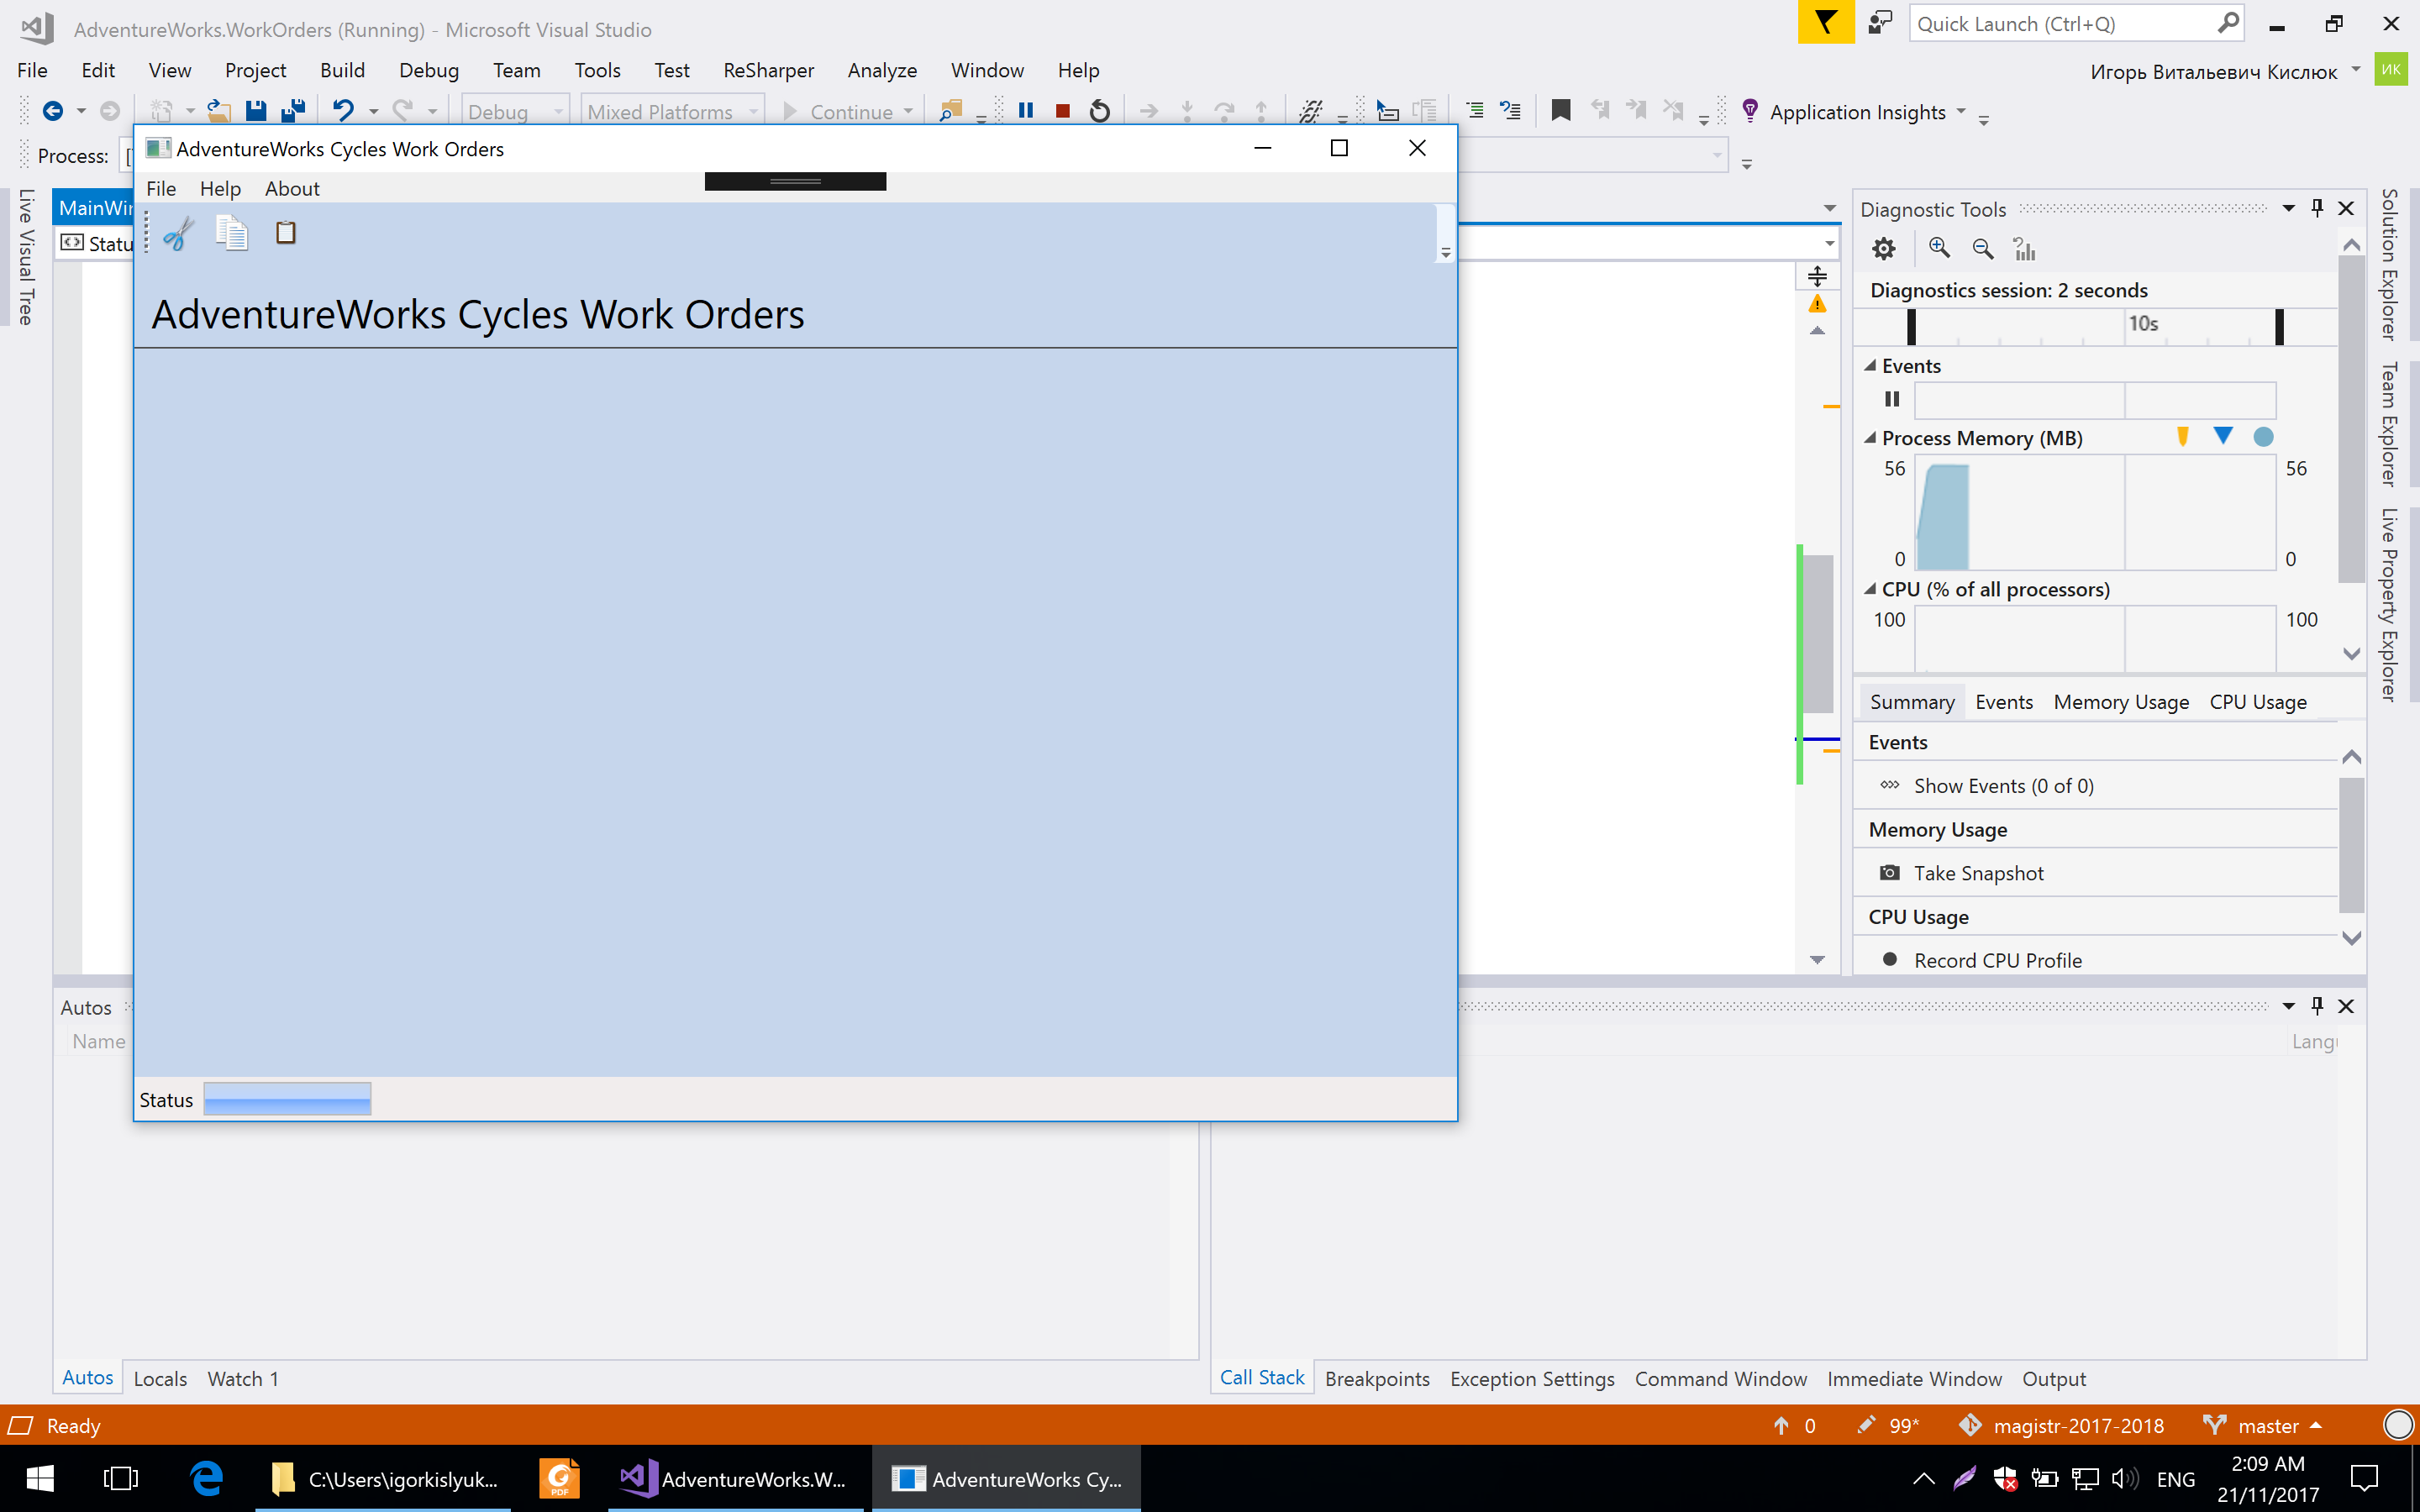 AdventureWorks.WorkOrders (Running) - Microsoft Visual Studio
Quick Launch (Ctrl+Q)
File Edit View Project Build Debug Team Tools Test ReSharper Analyze Window Help
Игорь Витальевич Кислюк
ИК
Debug
Mixed Platforms
Continue
Application Insights
Process:
AdventureWorks Cycles Work Orders
File Help About
AdventureWorks Cycles Work Orders
Status
Live Visual Tree
MainWin
Statu
Diagnostic Tools
Diagnostics session: 2 seconds
10s
Events
Process Memory (MB)
56 56
0 0
CPU (% of all processors)
100 100
Summary Events Memory Usage CPU Usage
Events
Show Events (0 of 0)
Memory Usage
Take Snapshot
CPU Usage
Record CPU Profile
Solution Explorer
Team Explorer
Live Property Explorer
Autos
Name
Langu
Autos Locals Watch 1
Call Stack Breakpoints Exception Settings Command Window Immediate Window Output
Ready
0 99* magistr-2017-2018 master
C:\Users\igorkislyuk...
PDF
AdventureWorks.W...
AdventureWorks Cy...
ENG
2:09 AM
21/11/2017